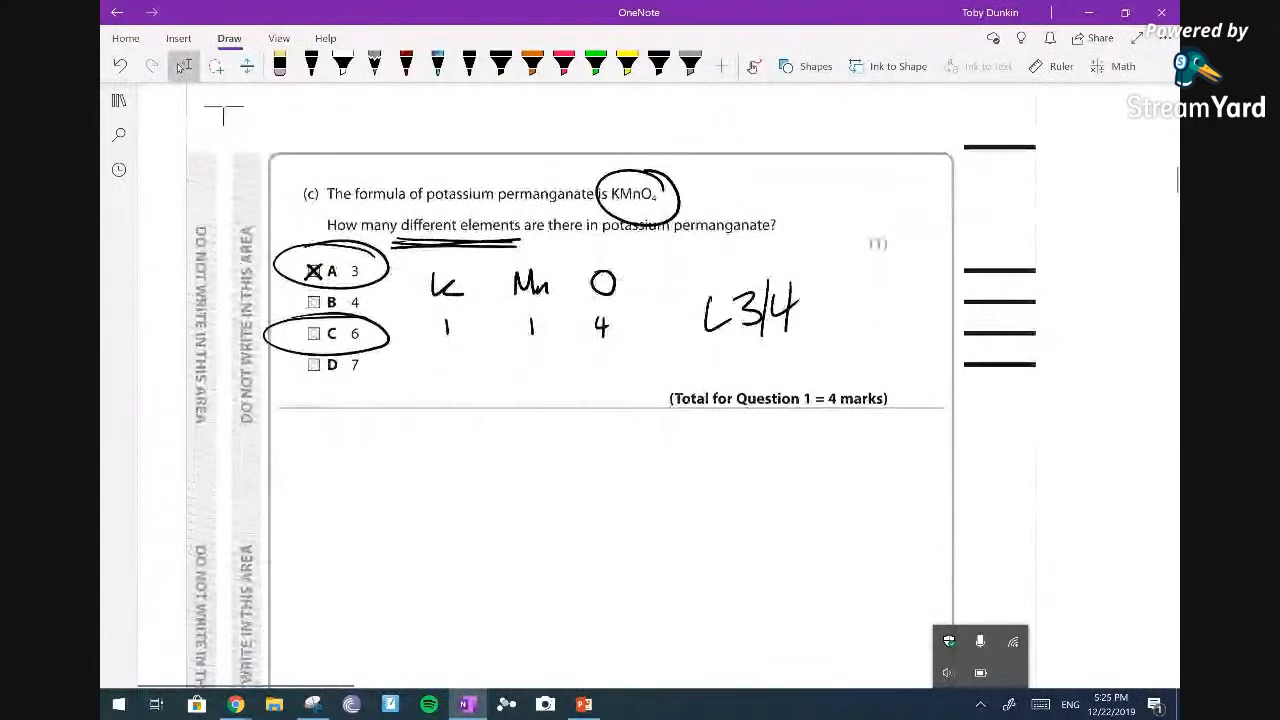 OneNote
Toby Dunkin
Powered by
StreamYard
Home Insert Draw View Help
Share
Shapes Ink to Shape Ink to Text Ruler Math
(c) The formula of potassium permanganate is KMnO₄
How many different elements are there in potassium permanganate?
(1)
A 3
B 4
C 6
D 7
K Mn O
1 1 4
L3/4
(Total for Question 1 = 4 marks)
DO NOT WRITE IN THIS AREA
DO NOT WRITE IN THIS AREA
DO NOT WRITE IN TH
WRITE IN THIS AREA
ENG
5:25 PM
12/22/2019